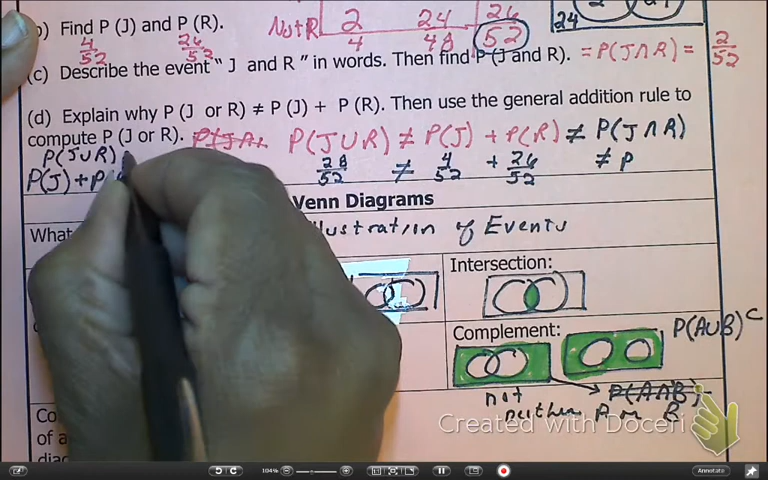 b) Find P (J) and P (R).
4/52 26/52
Not R 2 24 26
4 48 52
24
(c) Describe the event " J and R " in words. Then find P (J and R). = P(J∩R) = 2/52
(d) Explain why P (J or R) ≠ P (J) + P (R). Then use the general addition rule to
compute P (J or R). P(J∪R) ≠ P(J) + P(R) ≠ P(J∩R)
28/52 ≠ 4/52 + 26/52 ≠ P
P(J∪R)
P(J) + P(
Venn Diagrams
What llustration of Events
Intersection:
Complement:
P(A∪B)ᶜ
P(A∩B)
not
neither A or B
Created with Doceri
Co
of a
diag
104%
Annotate